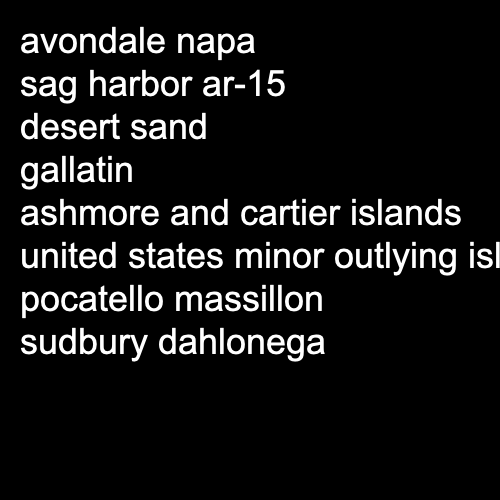 avondale napa
sag harbor ar-15
desert sand
gallatin
ashmore and cartier islands
united states minor outlying isl
pocatello massillon
sudbury dahlonega